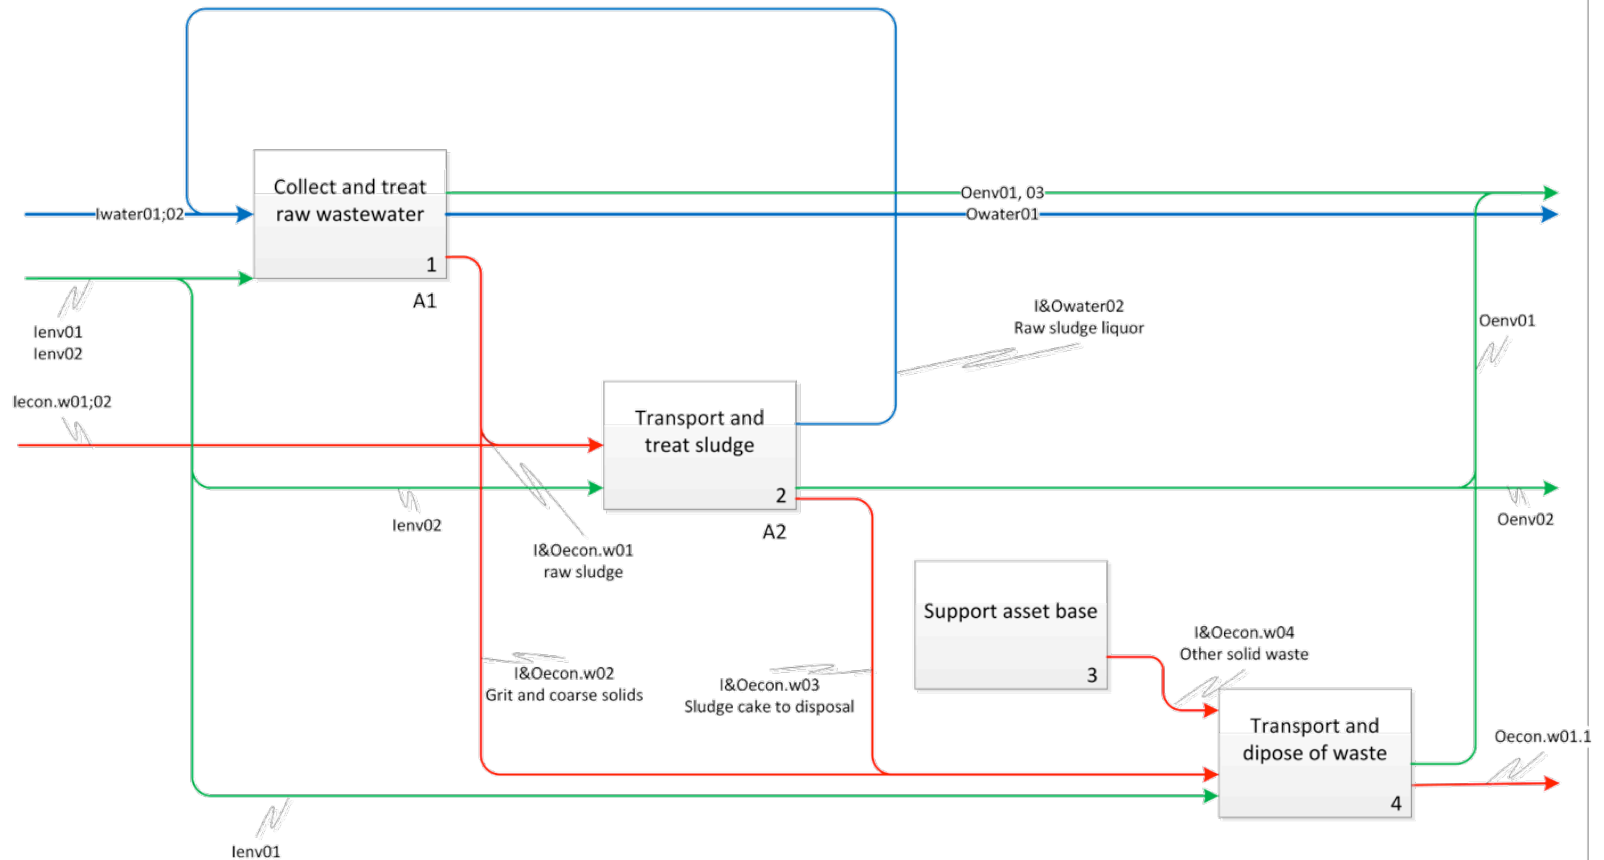 Collect and treat
raw wastewater
1
A1
Iwater01;02
Oenv01, 03
Owater01
Ienv01
Ienv02
I&Owater02
Raw sludge liquor
Oenv01
Iecon.w01;02
Transport and
treat sludge
2
A2
Ienv02
Oenv02
I&Oecon.w01
raw sludge
Support asset base
3
I&Oecon.w04
Other solid waste
I&Oecon.w02
Grit and coarse solids
I&Oecon.w03
Sludge cake to disposal
Transport and
dipose of waste
4
Oecon.w01.1
Ienv01